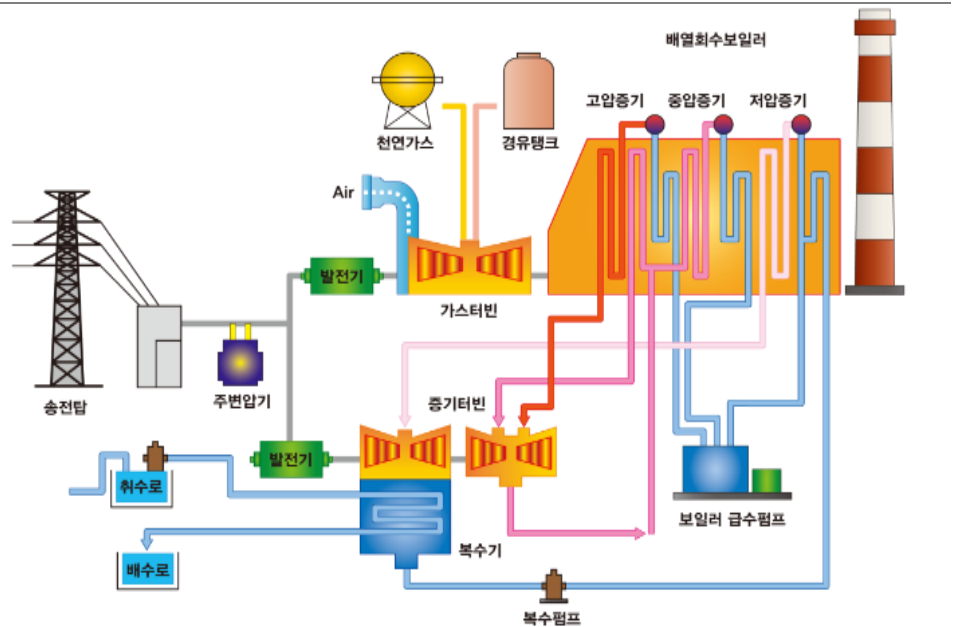 배열회수보일러
고압증기
중압증기
저압증기
천연가스
경유탱크
Air
발전기
가스터빈
송전탑
주변압기
증기터빈
발전기
취수로
배수로
복수기
보일러 급수펌프
복수펌프